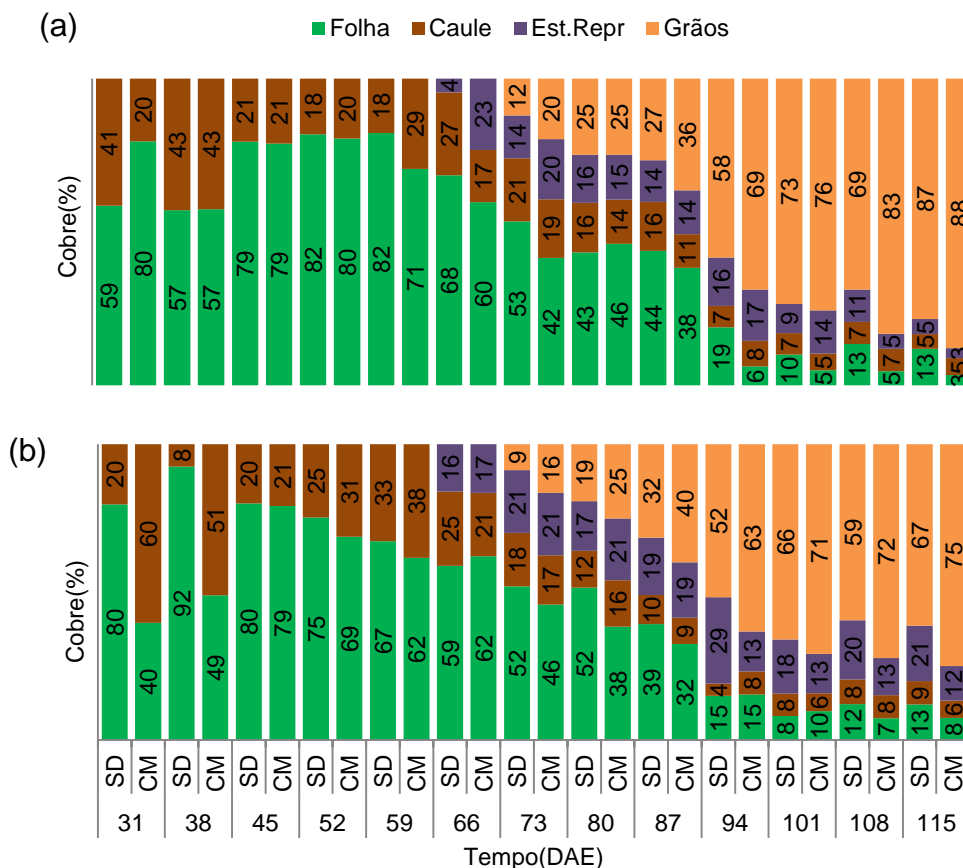 (a)
Folha Caule Est.Repr Grãos
Cobre(%)
12 20 25 25 27 36 58 69 73 76 69 83 87 88
4 23 14 20 16 15 14 14 16 17 9 14 11 5 5 3
41 20 43 43 21 21 18 20 18 29 27 17 21 19 16 14 16 11 7 8 7 5 7 7 5 5
59 80 57 57 79 79 82 80 82 71 68 60 53 42 43 46 44 38 19 6 10 5 13 5 13 3
(b)
Cobre(%)
9 16 19 25 32 40 52 63 66 71 59 72 67 75
16 17 21 21 17 21 19 19 29 13 18 13 20 13 21 12
20 60 8 51 20 21 25 31 33 38 25 21 18 17 12 16 10 9 4 8 8 6 8 8 9 6
80 40 92 49 80 79 75 69 67 62 59 62 52 46 52 38 39 32 15 15 8 10 12 7 13 8
SD CM SD CM SD CM SD CM SD CM SD CM SD CM SD CM SD CM SD CM SD CM SD CM SD CM
31 38 45 52 59 66 73 80 87 94 101 108 115
Tempo(DAE)